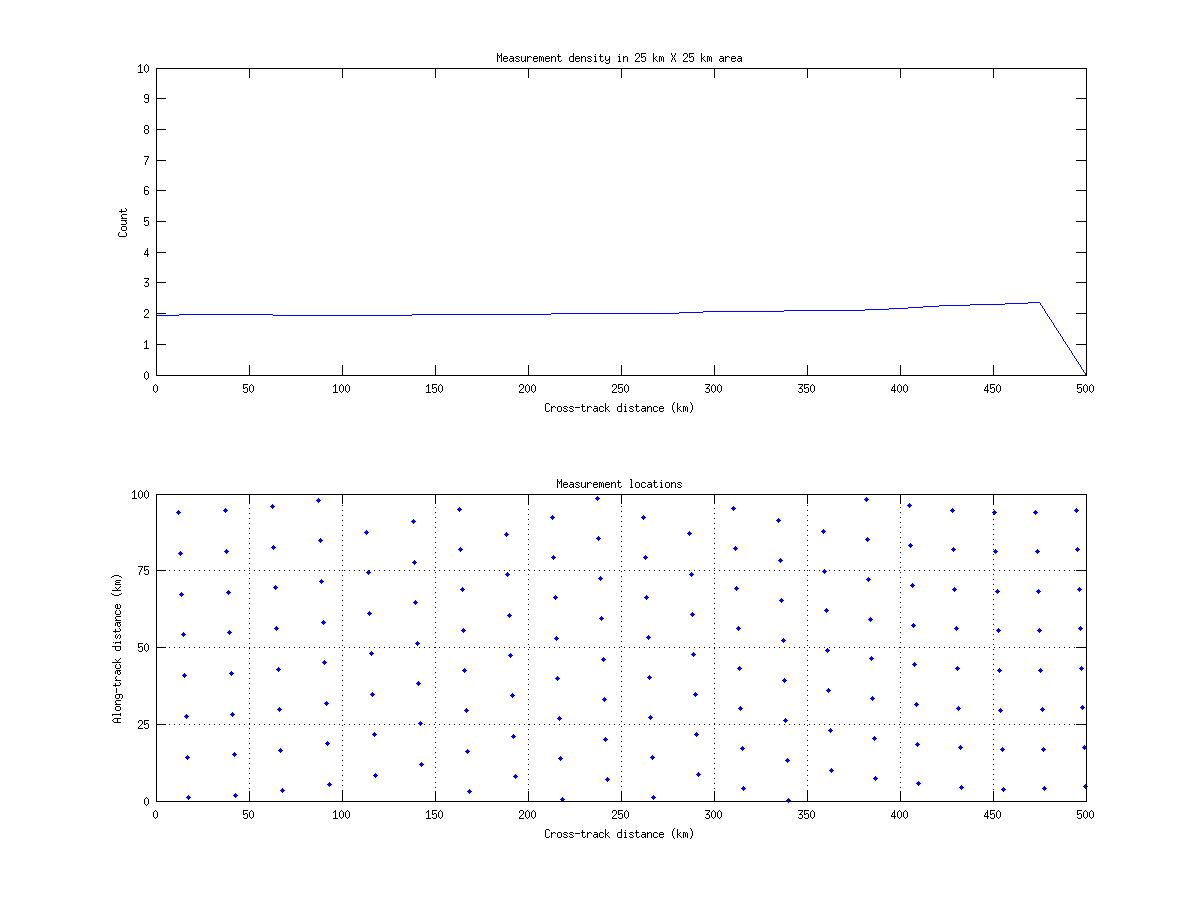 Measurement density in 25 km X 25 km area
10
9
8
7
6
5
4
3
2
1
0
Count
0 50 100 150 200 250 300 350 400 450 500
Cross-track distance (km)
Measurement locations
100
75
50
25
0
Along-track distance (km)
0 50 100 150 200 250 300 350 400 450 500
Cross-track distance (km)